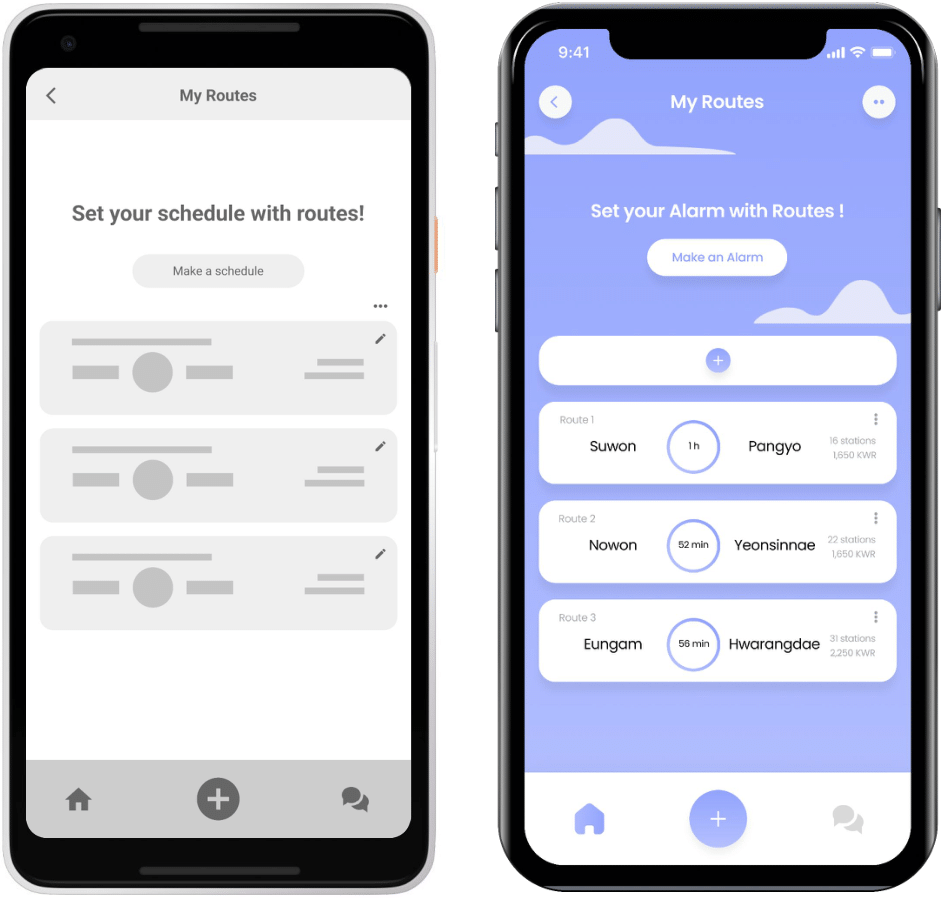 My Routes
Set your schedule with routes!
Make a schedule
9:41
My Routes
Set your Alarm with Routes !
Make an Alarm
Route 1
Suwon 1 h Pangyo 16 stations
1,650 KWR
Route 2
Nowon 52 min Yeonsinnae 22 stations
1,650 KWR
Route 3
Eungam 56 min Hwarangdae 31 stations
2,250 KWR